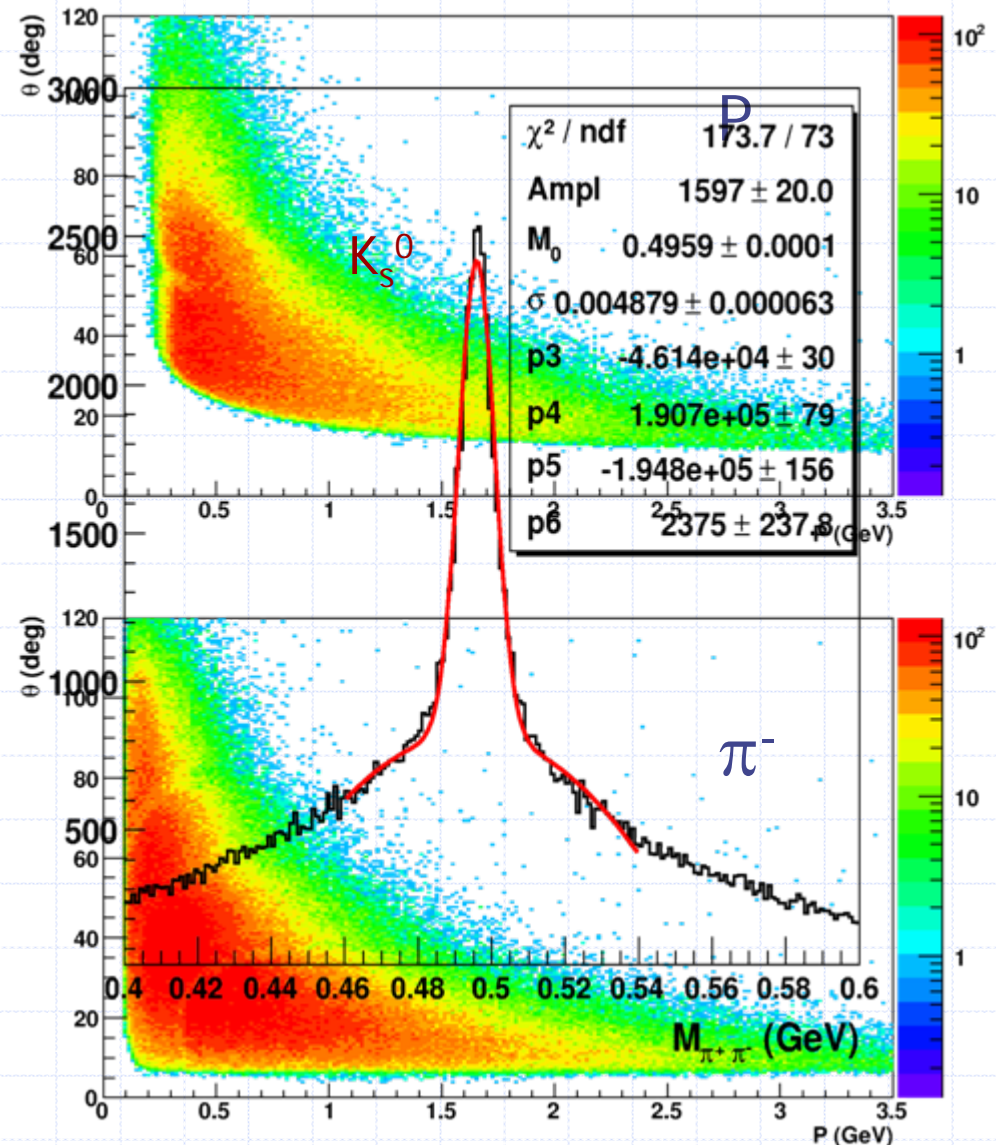 120
θ (deg)
10²
3000
100
P
χ² / ndf 173.7 / 73
80
Ampl 1597 ± 20.0
10
2500
60
K_s^0
M_0 0.4959 ± 0.0001
σ 0.004879 ± 0.000063
40
p3 -4.614e+04 ± 30
1
2000
20
p4 1.907e+05 ± 79
p5 -1.948e+05 ± 156
0
0 0.5 1 1.5 2 2.5 3 3.5
p6 2375 ± 237.8
P (GeV)
1500
120
θ (deg)
10²
1000
100
π⁻
80
10
500
60
40
1
0.4 0.42 0.44 0.46 0.48 0.5 0.52 0.54 0.56 0.58 0.6
20
M_{π⁺ π⁻} (GeV)
0
0 0.5 1 1.5 2 2.5 3 3.5
P (GeV)